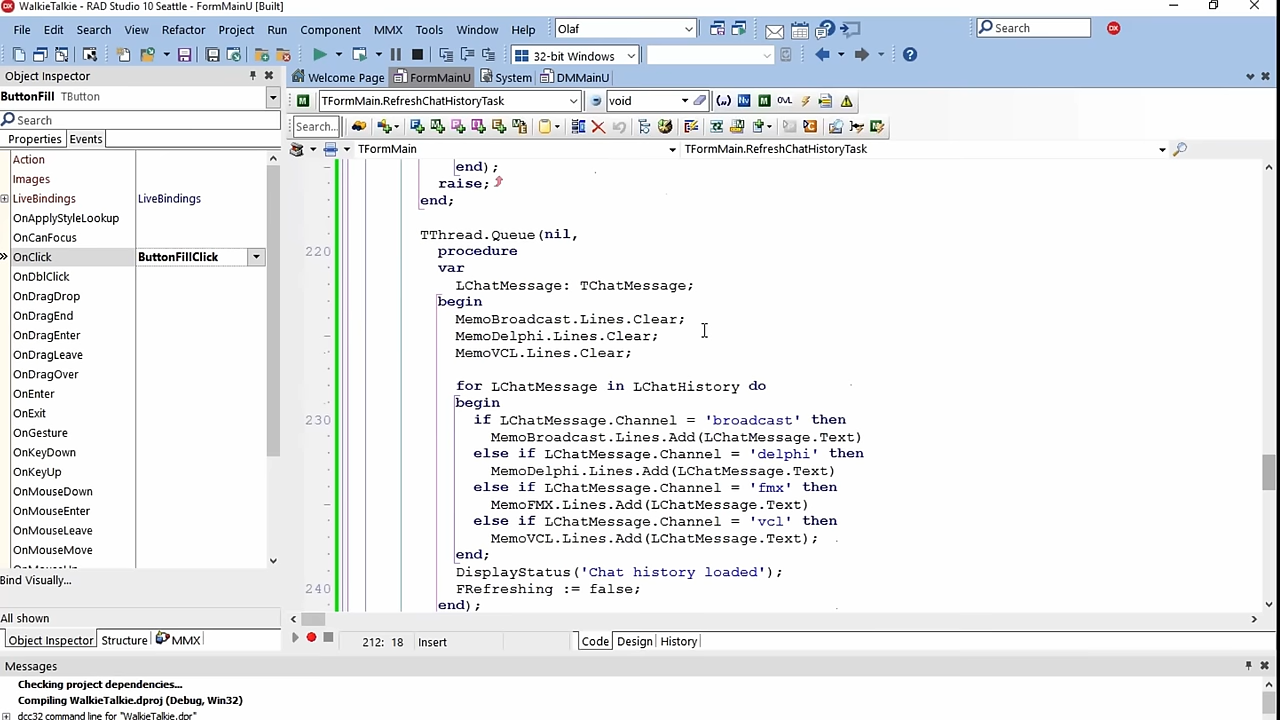 WalkieTalkie - RAD Studio 10 Seattle - FormMainU [Built]
File Edit Search View Refactor Project Run Component MMX Tools Window Help Olaf Search
32-bit Windows
Object Inspector
Welcome Page FormMainU System DMMainU
ButtonFill TButton
TFormMain.RefreshChatHistoryTask void
Search
Search...
Properties Events
TFormMain TFormMain.RefreshChatHistoryTask
Action
Images
LiveBindings LiveBindings
OnApplyStyleLookup
OnCanFocus
OnClick ButtonFillClick
OnDblClick
OnDragDrop
OnDragEnd
OnDragEnter
OnDragLeave
OnDragOver
OnEnter
OnExit
OnGesture
OnKeyDown
OnKeyUp
OnMouseDown
OnMouseEnter
OnMouseLeave
OnMouseMove
Bind Visually...
All shown
Object Inspector Structure MMX
end);
raise;
end;
TThread.Queue(nil,
220 procedure
var
LChatMessage: TChatMessage;
begin
MemoBroadcast.Lines.Clear;
MemoDelphi.Lines.Clear;
MemoVCL.Lines.Clear;
for LChatMessage in LChatHistory do
begin
230 if LChatMessage.Channel = 'broadcast' then
MemoBroadcast.Lines.Add(LChatMessage.Text)
else if LChatMessage.Channel = 'delphi' then
MemoDelphi.Lines.Add(LChatMessage.Text)
else if LChatMessage.Channel = 'fmx' then
MemoFMX.Lines.Add(LChatMessage.Text)
else if LChatMessage.Channel = 'vcl' then
MemoVCL.Lines.Add(LChatMessage.Text);
end;
DisplayStatus('Chat history loaded');
240 FRefreshing := false;
end);
212: 18 Insert Code Design History
Messages
Checking project dependencies...
Compiling WalkieTalkie.dproj (Debug, Win32)
dcc32 command line for "WalkieTalkie.dpr"